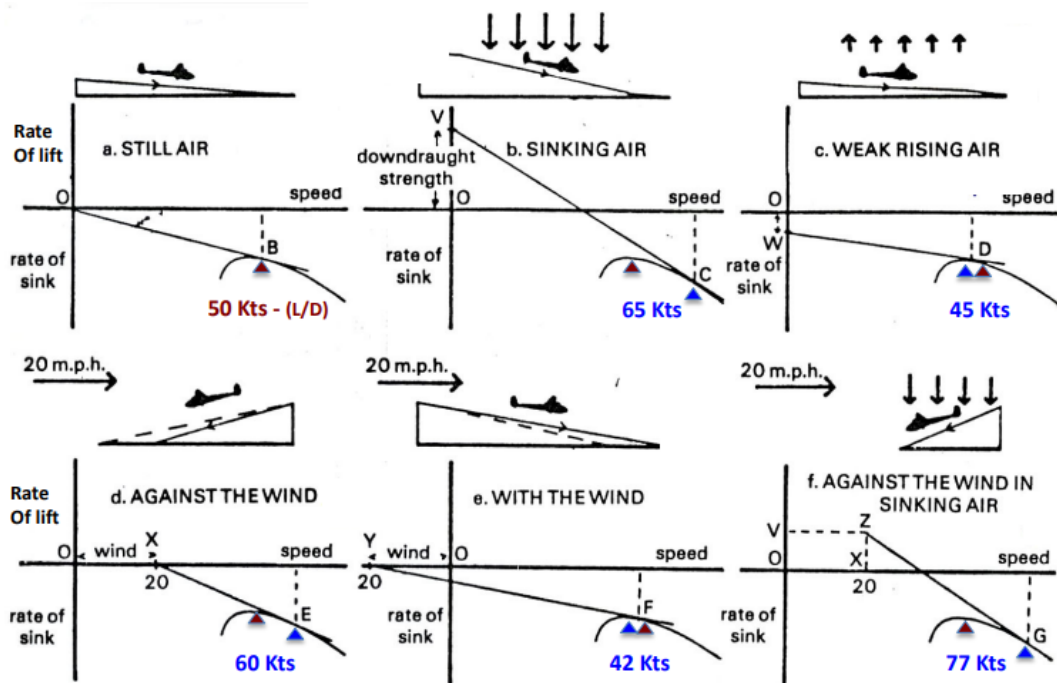 Rate
Of lift
a. STILL AIR
O
speed
rate of
sink
B
50 Kts - (L/D)
V
downdraught
strength
b. SINKING AIR
O
speed
rate of
sink
C
65 Kts
c. WEAK RISING AIR
O
speed
W
rate of
sink
D
45 Kts
20 m.p.h.
Rate
Of lift
d. AGAINST THE WIND
O
wind
X
speed
20
rate of
sink
E
60 Kts
20 m.p.h.
e. WITH THE WIND
Y
wind
O
speed
20
rate of
sink
F
42 Kts
20 m.p.h.
f. AGAINST THE WIND IN
SINKING AIR
V
Z
O
X
speed
20
rate of
sink
G
77 Kts